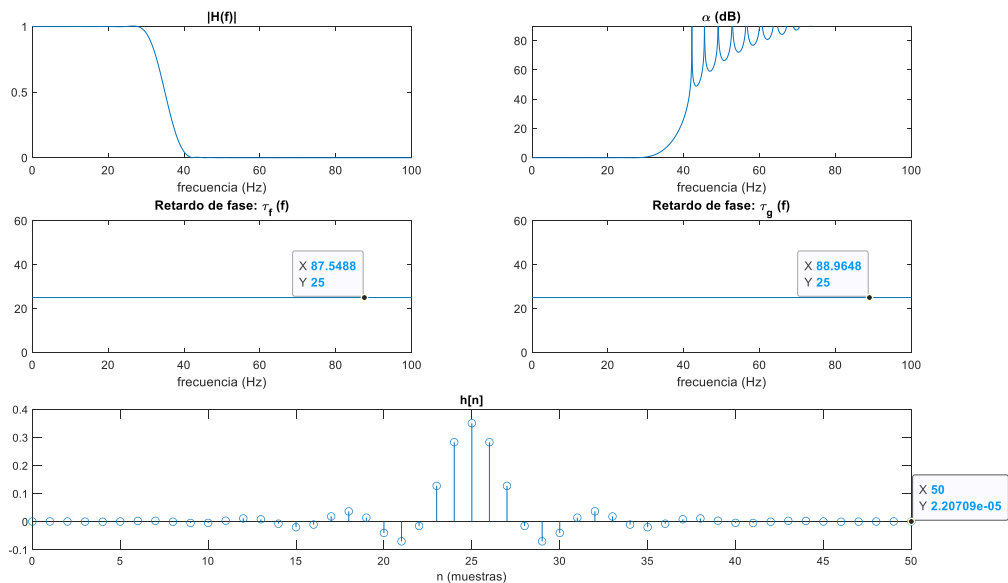 |H(f)|
1
0.5
0
0 20 40 60 80 100
frecuencia (Hz)
α (dB)
80
60
40
20
0
0 20 40 60 80 100
frecuencia (Hz)
Retardo de fase: τf (f)
60
40
20
0
X 87.5488
Y 25
0 20 40 60 80 100
frecuencia (Hz)
Retardo de fase: τg (f)
60
40
20
0
X 88.9648
Y 25
0 20 40 60 80 100
frecuencia (Hz)
h[n]
0.4
0.3
0.2
0.1
0
-0.1
X 50
Y 2.20709e-05
0 5 10 15 20 25 30 35 40 45 50
n (muestras)